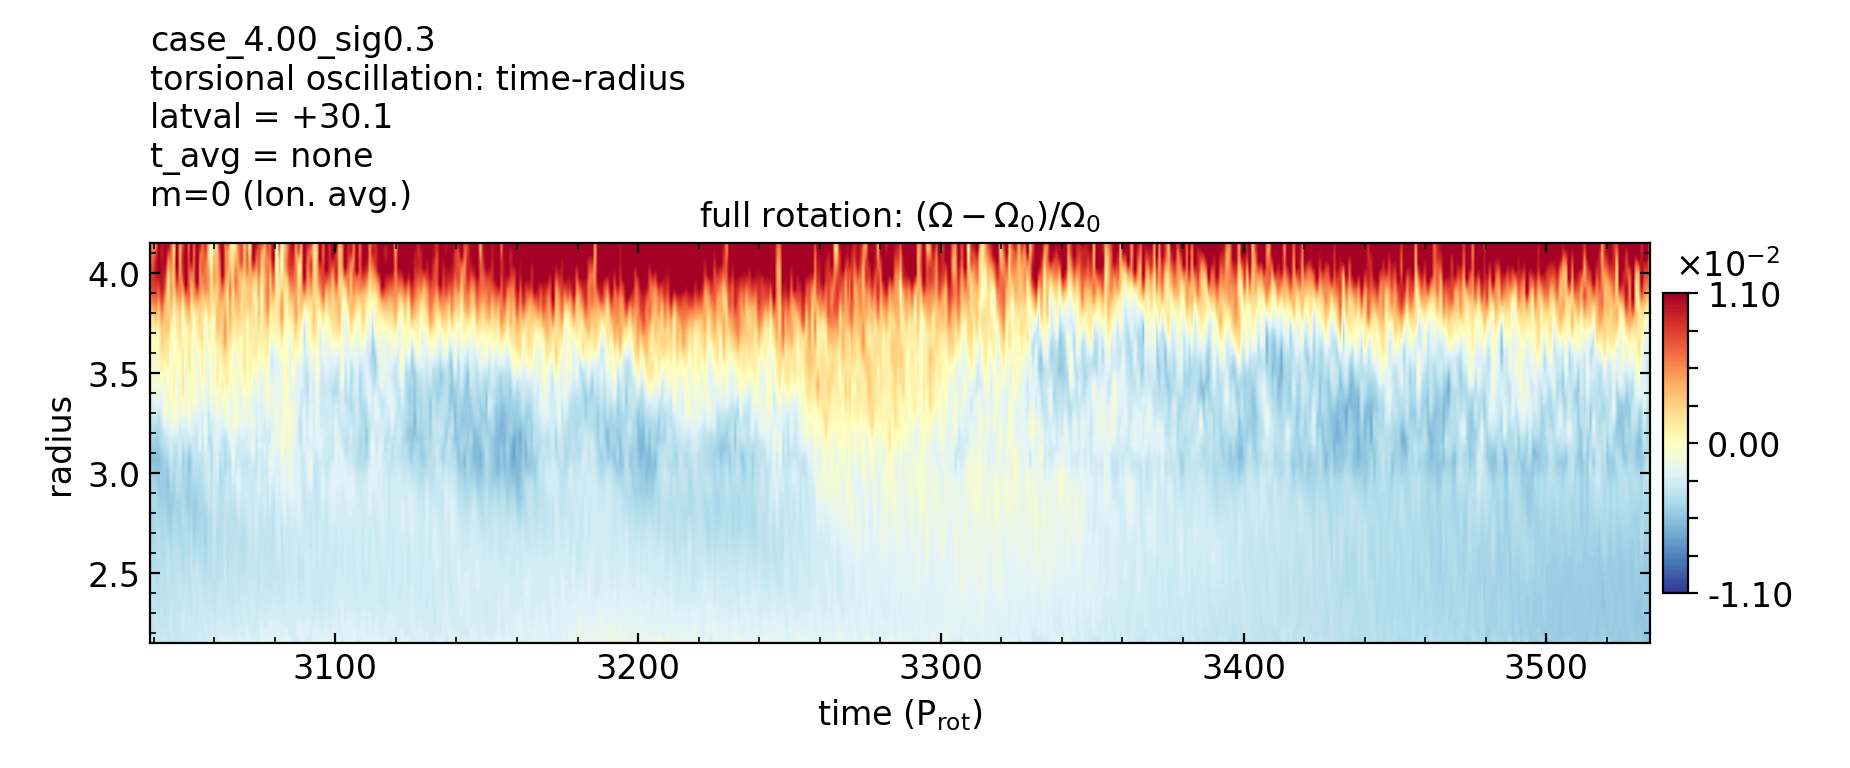 case_4.00_sig0.3
torsional oscillation: time-radius
latval = +30.1
t_avg = none
m=0 (lon. avg.)
full rotation: (Ω − Ω₀)/Ω₀
×10⁻²
4.0
3.5
3.0
2.5
radius
1.10
0.00
-1.10
3100
3200
3300
3400
3500
time (P_rot)